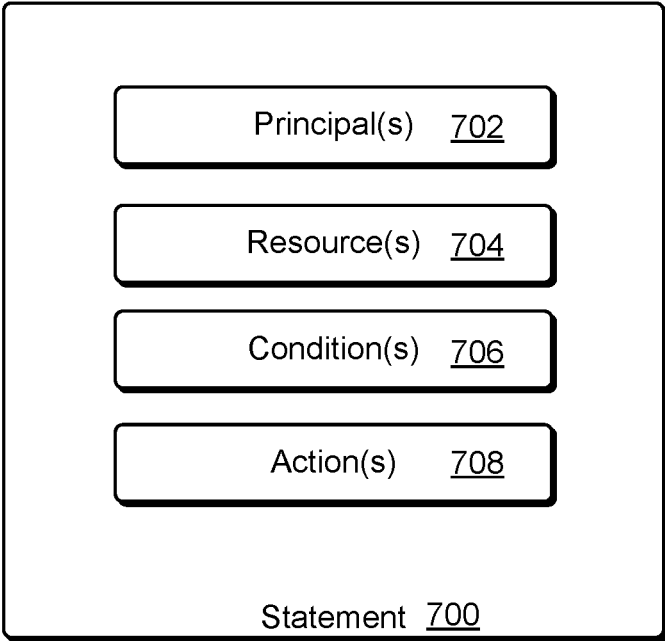 Principal(s) 702
Resource(s) 704
Condition(s) 706
Action(s) 708
Statement 700